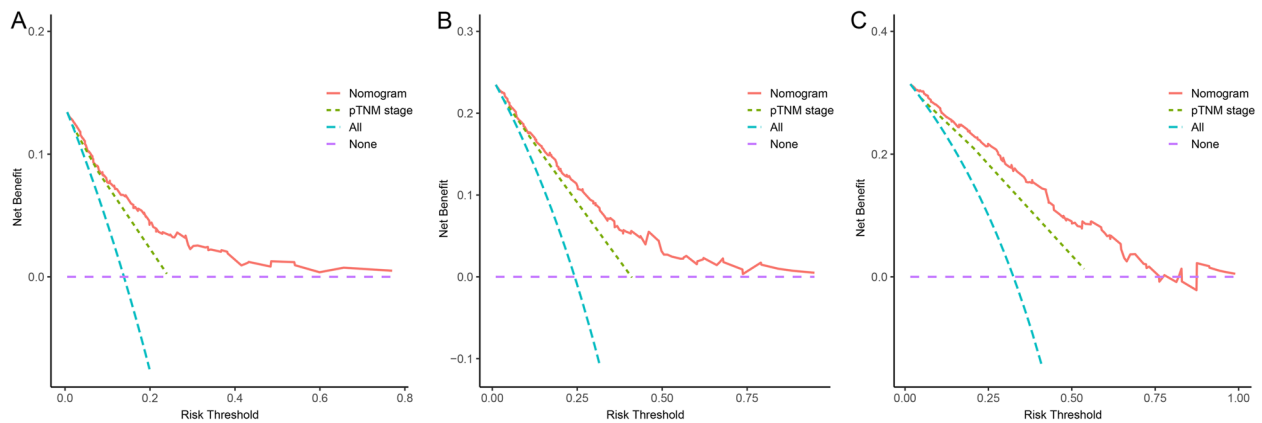 A
0.2
0.1
0.0
Net Benefit
Nomogram
pTNM stage
All
None
0.0
0.2
0.4
0.6
0.8
Risk Threshold
B
0.3
0.2
0.1
0.0
−0.1
Net Benefit
Nomogram
pTNM stage
All
None
0.00
0.25
0.50
0.75
Risk Threshold
C
0.4
0.2
0.0
Net Benefit
Nomogram
pTNM stage
All
None
0.00
0.25
0.50
0.75
1.00
Risk Threshold